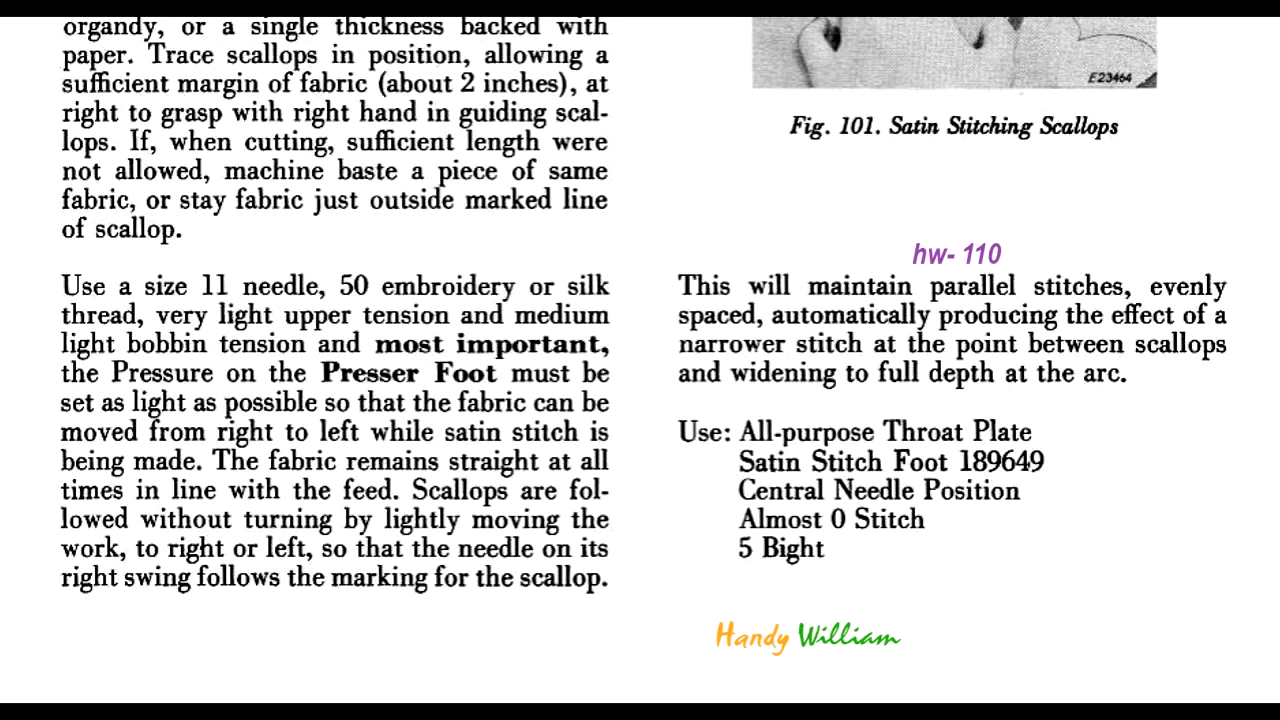 organdy, or a single thickness backed with
paper. Trace scallops in position, allowing a
sufficient margin of fabric (about 2 inches), at
right to grasp with right hand in guiding scal-
lops. If, when cutting, sufficient length were
not allowed, machine baste a piece of same
fabric, or stay fabric just outside marked line
of scallop.
Use a size 11 needle, 50 embroidery or silk
thread, very light upper tension and medium
light bobbin tension and most important,
the Pressure on the Presser Foot must be
set as light as possible so that the fabric can be
moved from right to left while satin stitch is
being made. The fabric remains straight at all
times in line with the feed. Scallops are fol-
lowed without turning by lightly moving the
work, to right or left, so that the needle on its
right swing follows the marking for the scallop.
E23464
Fig. 101. Satin Stitching Scallops
hw- 110
This will maintain parallel stitches, evenly
spaced, automatically producing the effect of a
narrower stitch at the point between scallops
and widening to full depth at the arc.
Use: All-purpose Throat Plate
Satin Stitch Foot 189649
Central Needle Position
Almost 0 Stitch
5 Bight
Handy William